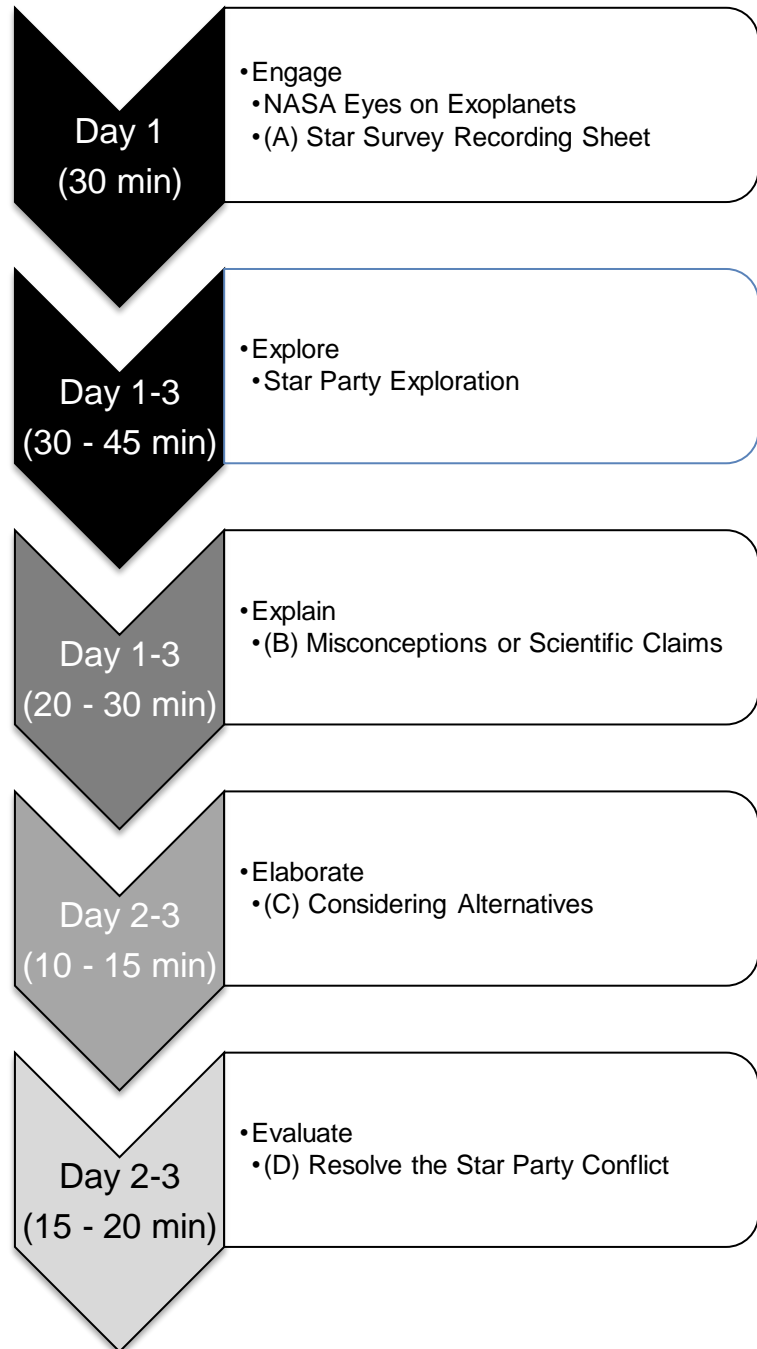 Day 1
(30 min)
•Engage
•NASA Eyes on Exoplanets
•(A) Star Survey Recording Sheet
Day 1-3
(30 - 45 min)
•Explore
•Star Party Exploration
Day 1-3
(20 - 30 min)
•Explain
•(B) Misconceptions or Scientific Claims
Day 2-3
(10 - 15 min)
•Elaborate
•(C) Considering Alternatives
Day 2-3
(15 - 20 min)
•Evaluate
•(D) Resolve the Star Party Conflict